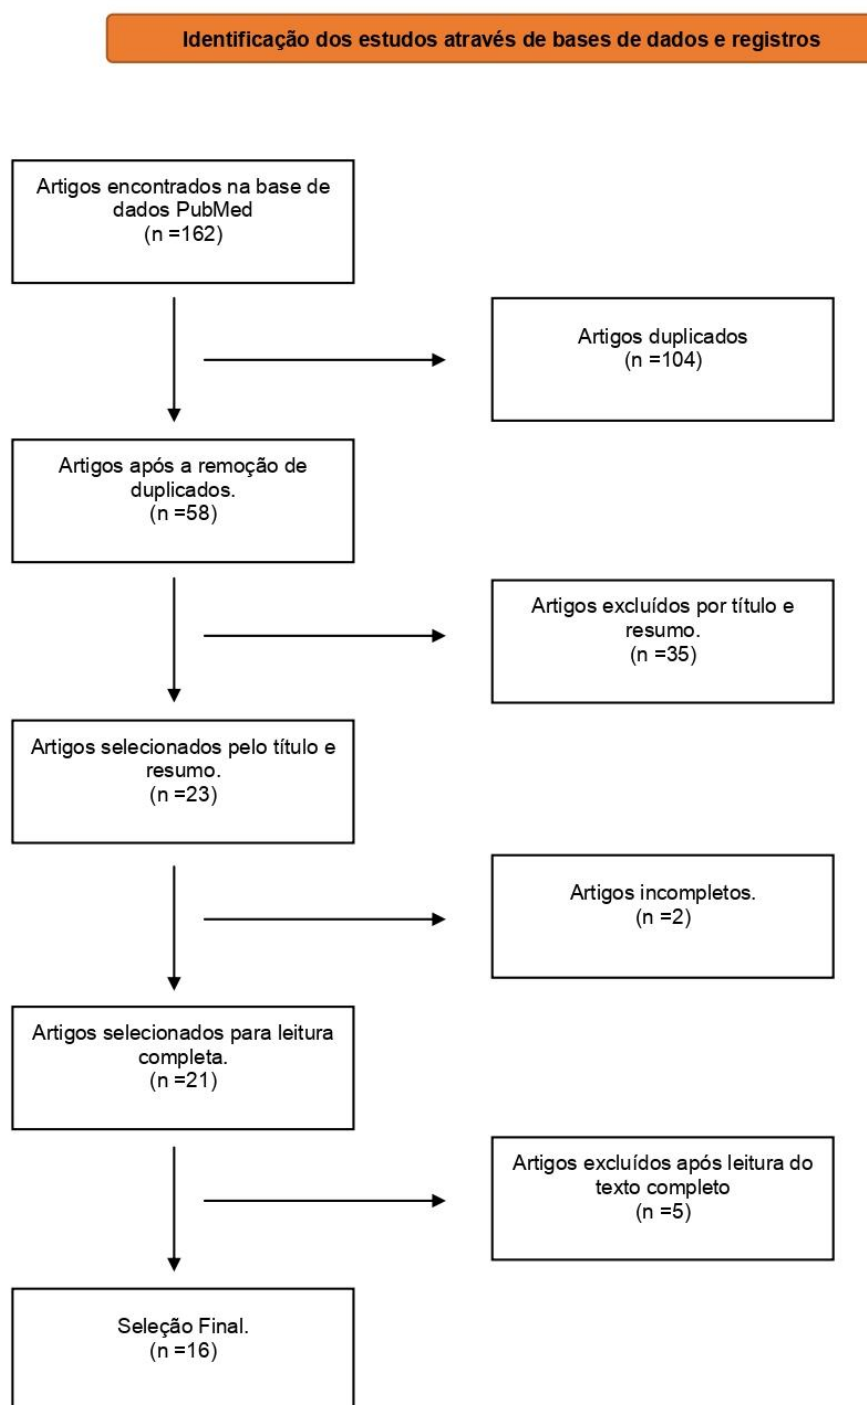 Identificação dos estudos através de bases de dados e registros
Artigos encontrados na base de
dados PubMed
(n =162)
Artigos duplicados
(n =104)
Artigos após a remoção de
duplicados.
(n =58)
Artigos excluídos por título e
resumo.
(n =35)
Artigos selecionados pelo título e
resumo.
(n =23)
Artigos incompletos.
(n =2)
Artigos selecionados para leitura
completa.
(n =21)
Artigos excluídos após leitura do
texto completo
(n =5)
Seleção Final.
(n =16)